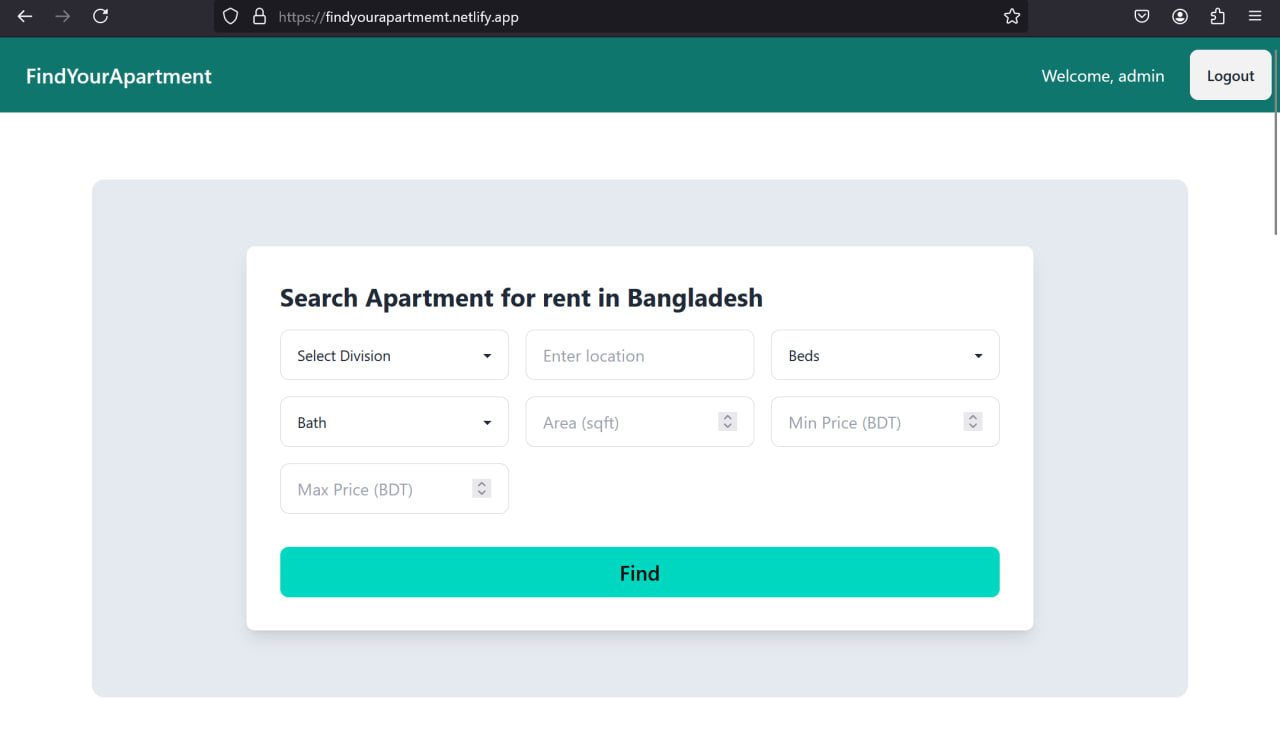 https://findyourapartmemt.netlify.app
FindYourApartment
Welcome, admin
Logout
Search Apartment for rent in Bangladesh
Select Division
Enter location
Beds
Bath
Area (sqft)
Min Price (BDT)
Max Price (BDT)
Find